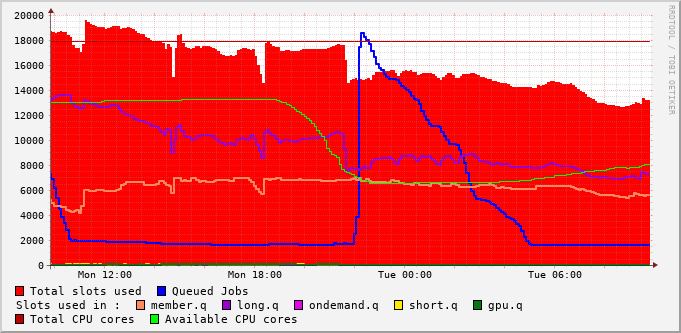 20000
18000
16000
14000
12000
10000
8000
6000
4000
2000
0
Mon 12:00 Mon 18:00 Tue 00:00 Tue 06:00
RRDTOOL / TOBI OETIKER
Total slots used Queued Jobs
Slots used in : member.q long.q ondemand.q short.q gpu.q
Total CPU cores Available CPU cores